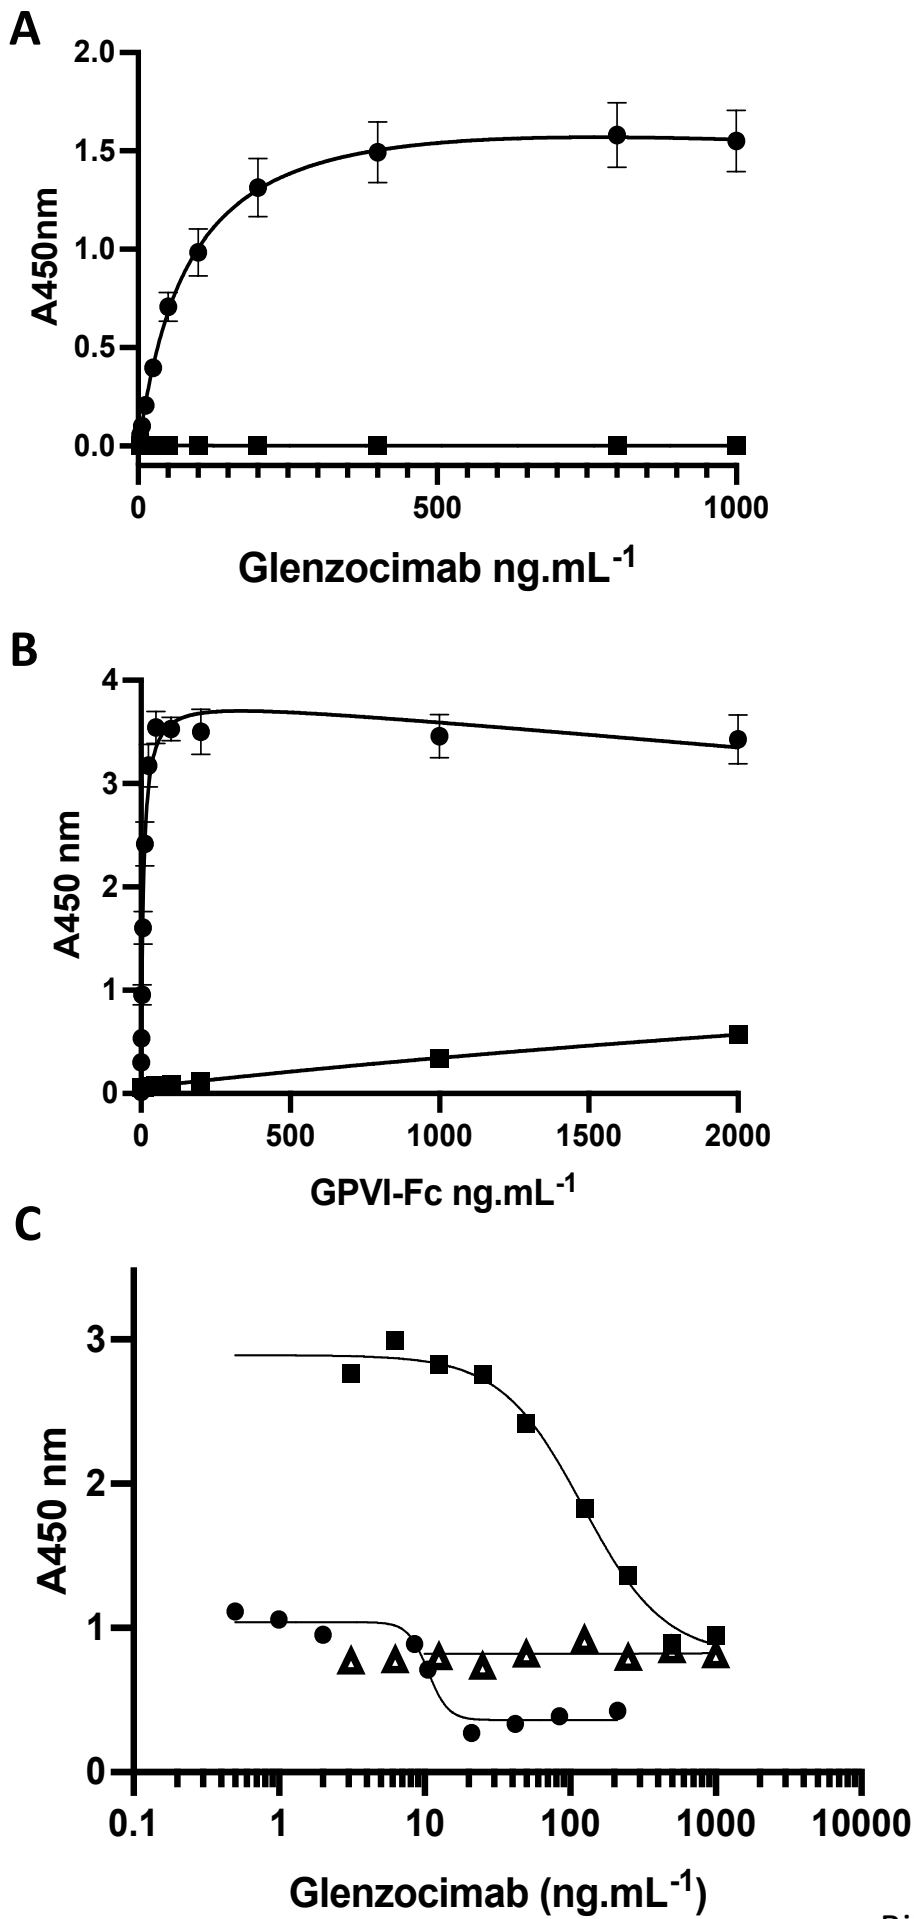 A
2.0
1.5
1.0
0.5
0.0
A450nm
0 500 1000
Glenzocimab ng.mL-1
B
4
3
2
1
0
A450 nm
0 500 1000 1500 2000
GPVI-Fc ng.mL-1
C
3
2
1
0
A450 nm
0.1 1 10 100 1000 10000
Glenzocimab (ng.mL-1)